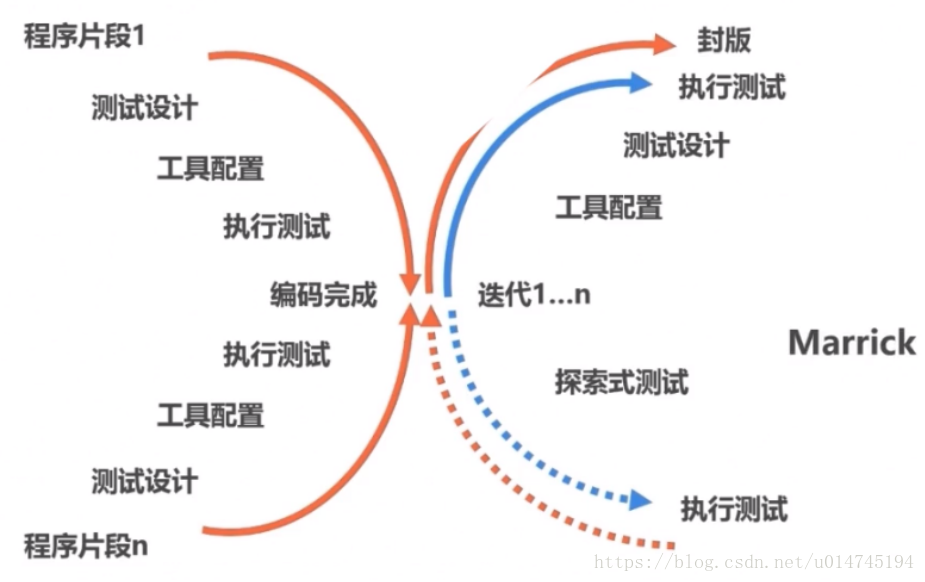 程序片段1
测试设计
工具配置
执行测试
编码完成
执行测试
工具配置
测试设计
程序片段n
封版
执行测试
测试设计
工具配置
迭代1...n
探索式测试
执行测试
Marrick
https://blog.csdn.net/u014745194